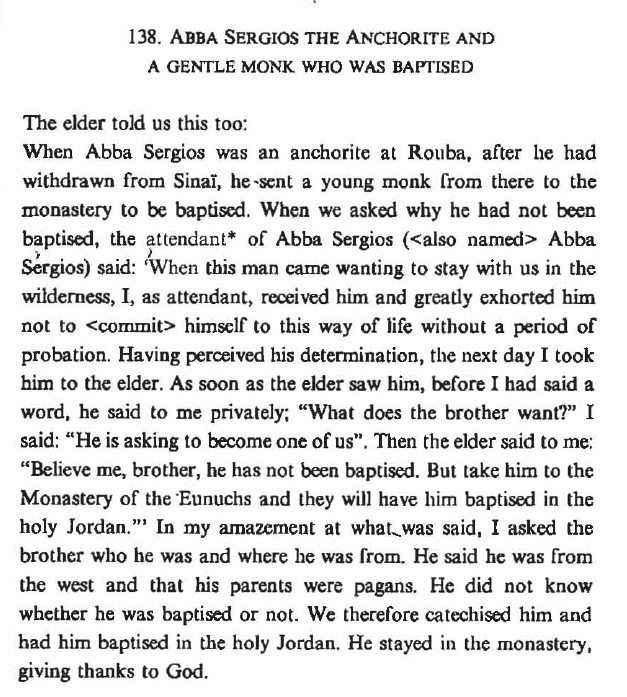 138. ABBA SERGIOS THE ANCHORITE AND
A GENTLE MONK WHO WAS BAPTISED
The elder told us this too:
When Abba Sergios was an anchorite at Rouba, after he had
withdrawn from Sinaï, he sent a young monk from there to the
monastery to be baptised. When we asked why he had not been
baptised, the attendant* of Abba Sergios (<also named> Abba
Sergios) said: ‘When this man came wanting to stay with us in the
wilderness, I, as attendant, received him and greatly exhorted him
not to <commit> himself to this way of life without a period of
probation. Having perceived his determination, the next day I took
him to the elder. As soon as the elder saw him, before I had said a
word, he said to me privately; “What does the brother want?” I
said: “He is asking to become one of us”. Then the elder said to me:
“Believe me, brother, he has not been baptised. But take him to the
Monastery of the Eunuchs and they will have him baptised in the
holy Jordan.”’ In my amazement at what was said, I asked the
brother who he was and where he was from. He said he was from
the west and that his parents were pagans. He did not know
whether he was baptised or not. We therefore catechised him and
had him baptised in the holy Jordan. He stayed in the monastery,
giving thanks to God.